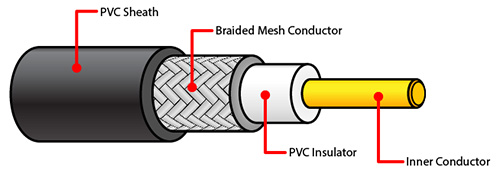 PVC Sheath
Braided Mesh Conductor
PVC Insulator
Inner Conductor